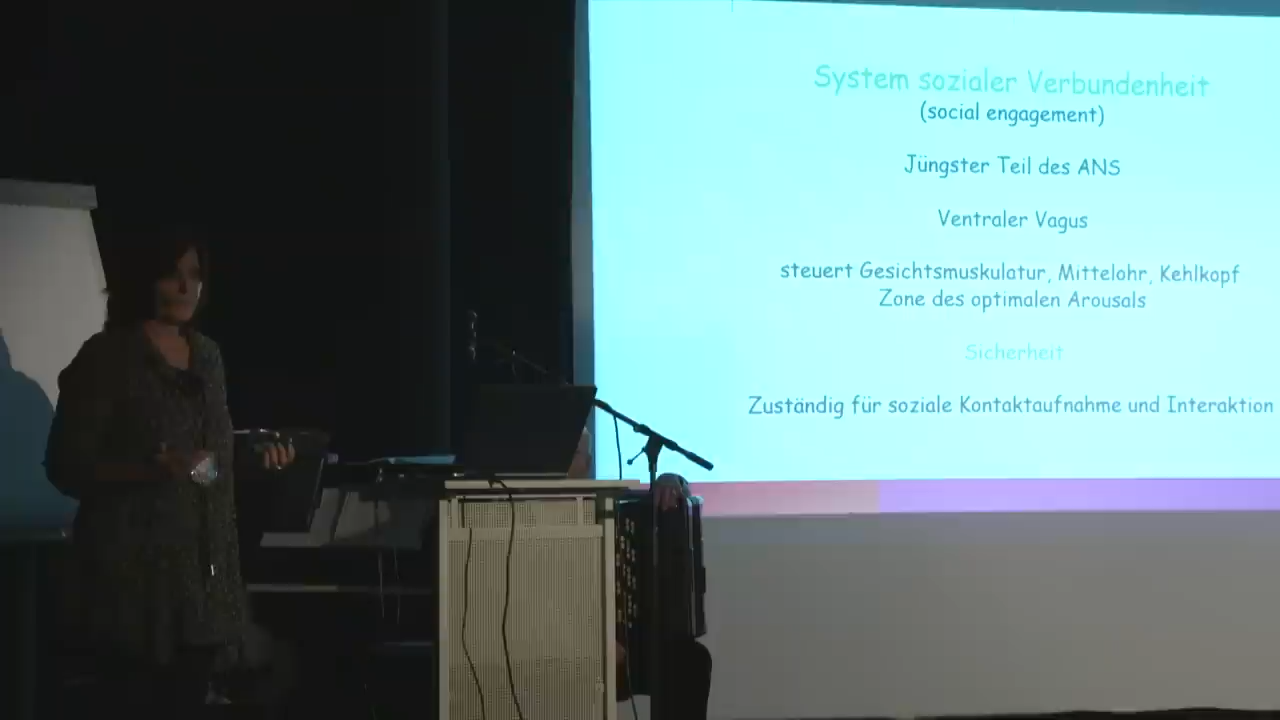 System sozialer Verbundenheit
(social engagement)
Jüngster Teil des ANS
Ventraler Vagus
steuert Gesichtsmuskulatur, Mittelohr, Kehlkopf
Zone des optimalen Arousals
Sicherheit
Zuständig für soziale Kontaktaufnahme und Interaktion